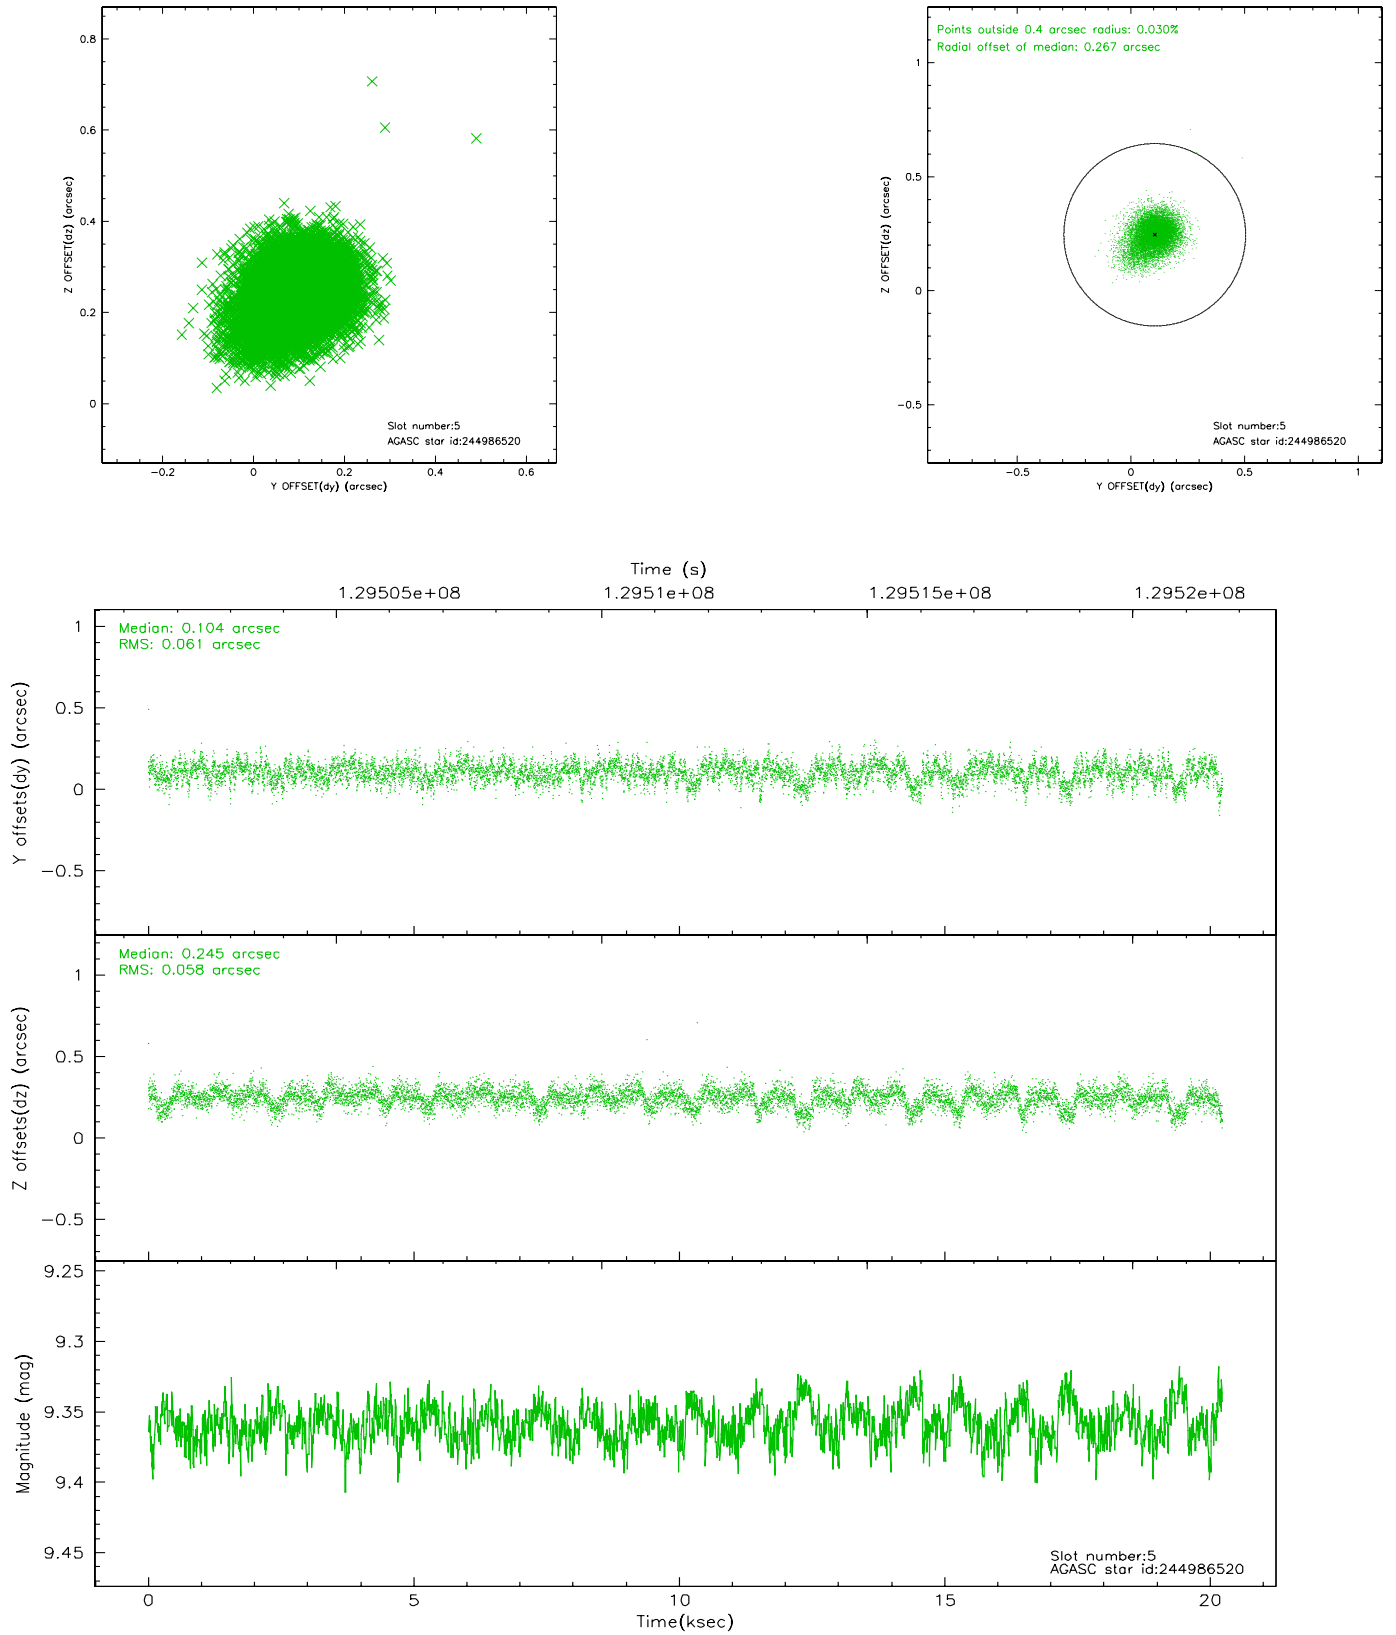 0.8
0.6
0.4
0.2
0
Z OFFSET(dz) (arcsec)
Slot number:5
AGASC star id:244986520
−0.2 0 0.2 0.4 0.6
Y OFFSET(dy) (arcsec)
Points outside 0.4 arcsec radius: 0.030%
Radial offset of median: 0.267 arcsec
1
0.5
0
−0.5
Z OFFSET(dz) (arcsec)
Slot number:5
AGASC star id:244986520
−0.5 0 0.5 1
Y OFFSET(dy) (arcsec)
Time (s)
1.29505e+08 1.2951e+08 1.29515e+08 1.2952e+08
Median: 0.104 arcsec
RMS: 0.061 arcsec
1
0.5
0
−0.5
Y offsets(dy) (arcsec)
Median: 0.245 arcsec
RMS: 0.058 arcsec
1
0.5
0
−0.5
Z offsets(dz) (arcsec)
9.25
9.3
9.35
9.4
9.45
Magnitude (mag)
Slot number:5
AGASC star id:244986520
0 5 10 15 20
Time(ksec)